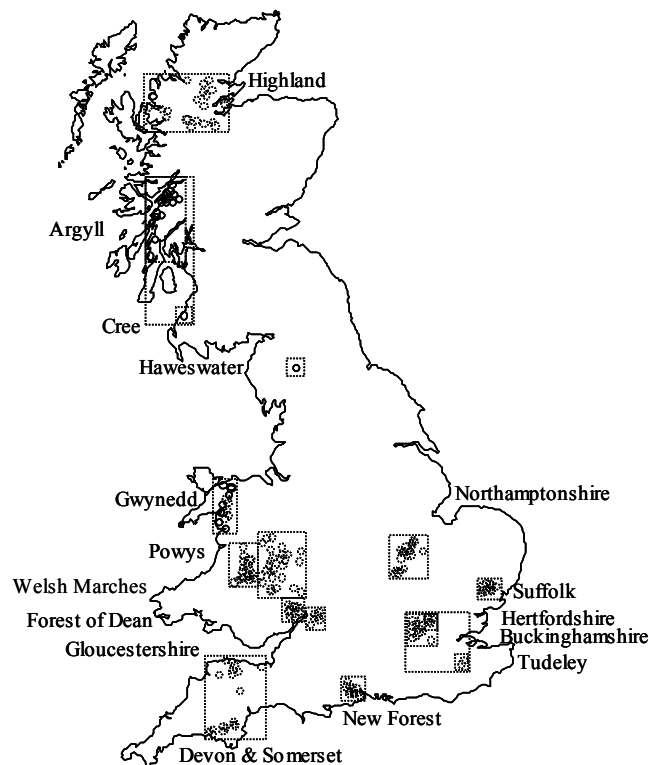 Highland
Argyll
Cree
Haweswater
Gwynedd
Northamptonshire
Powys
Welsh Marches
Suffolk
Forest of Dean
Hertfordshire
Buckinghamshire
Gloucestershire
Tudeley
New Forest
Devon & Somerset